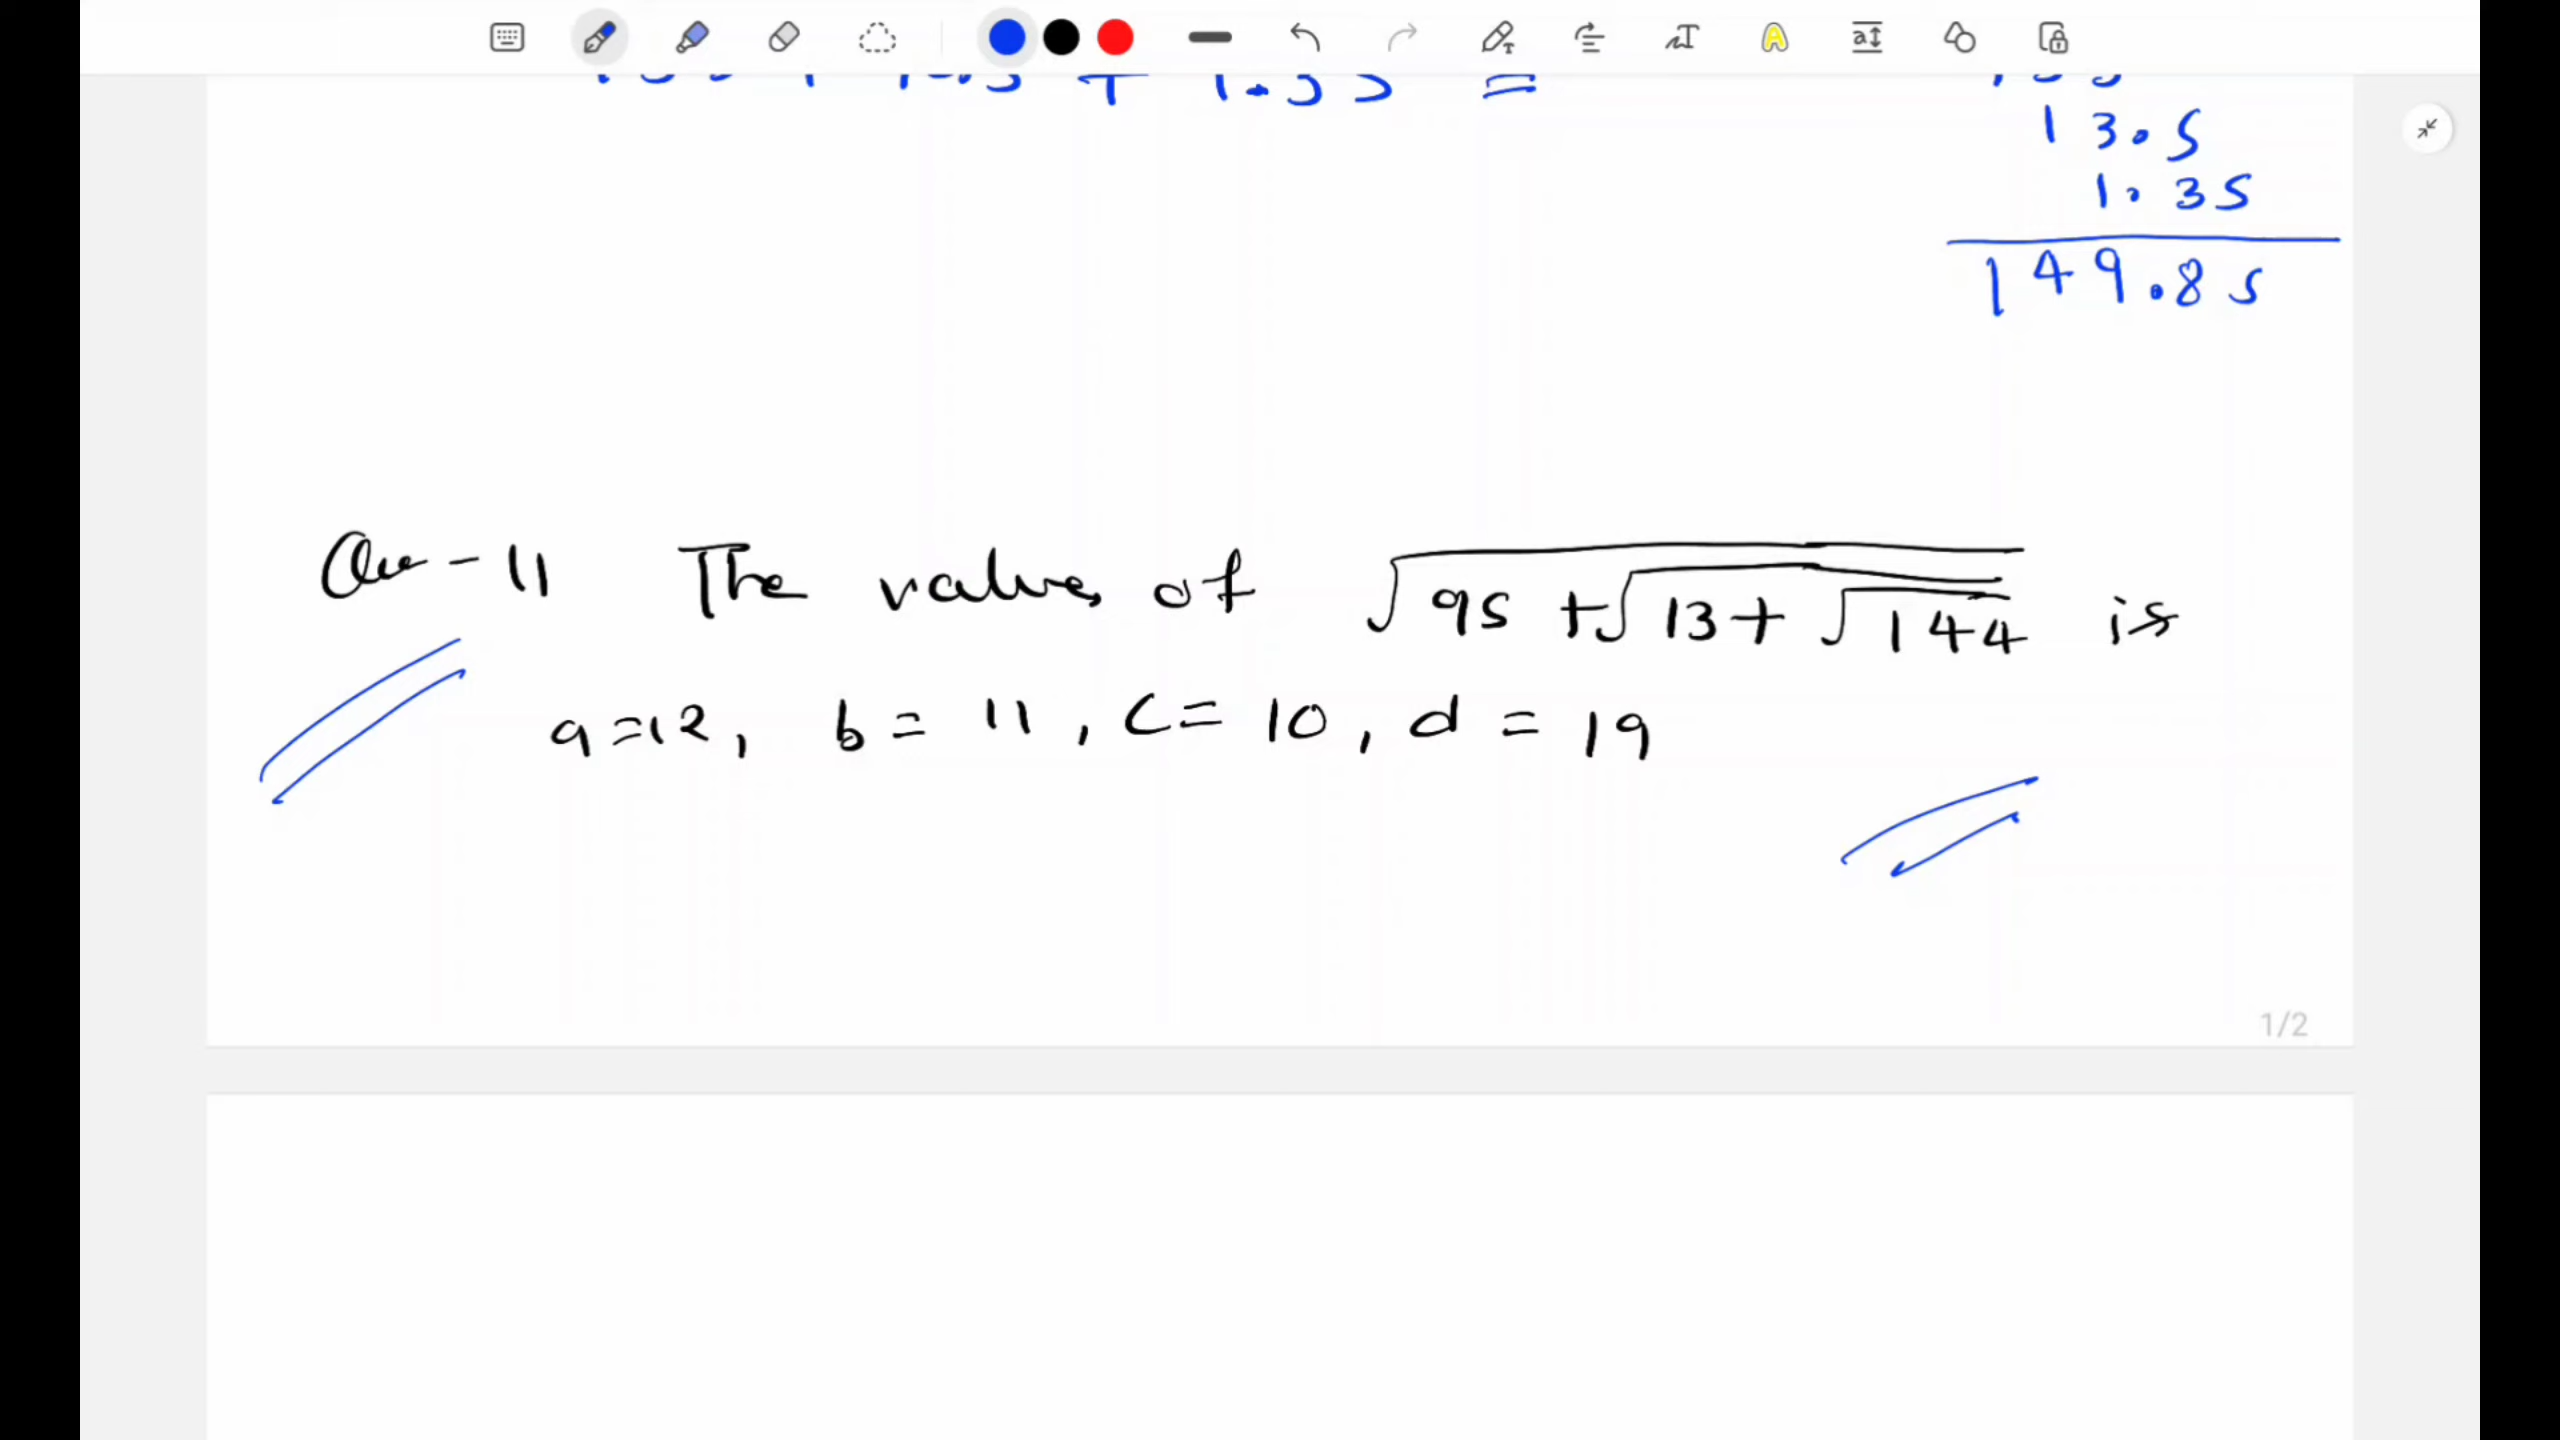 13.5
1.35
149.85
Que-11 The value of √95 + √13 + √144 is
a=12, b = 11, c = 10, d = 19
1/2